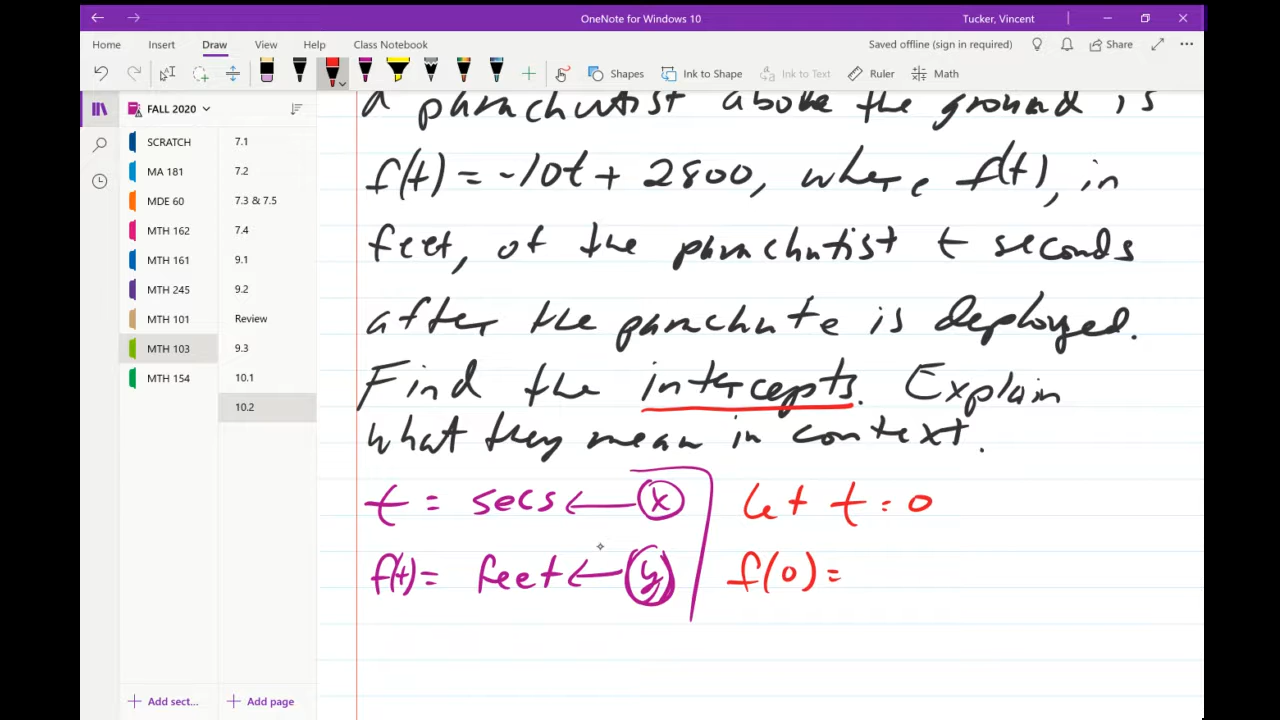 OneNote for Windows 10
Tucker, Vincent
Home Insert Draw View Help Class Notebook
Saved offline (sign in required) Share
Shapes Ink to Shape Ink to Text Ruler Math
FALL 2020
SCRATCH
MA 181
MDE 60
MTH 162
MTH 161
MTH 245
MTH 101
MTH 103
MTH 154
Add sect...
7.1
7.2
7.3 & 7.5
7.4
9.1
9.2
Review
9.3
10.1
10.2
Add page
a parachutist above the ground is
f(t) = -10t + 2800, where f(t), in
feet, of the parachutist t seconds
after the parachute is deployed.
Find the intercepts. Explain
what they mean in context.
t = secs ← x
f(t) = feet ← y
let t = 0
f(0) =